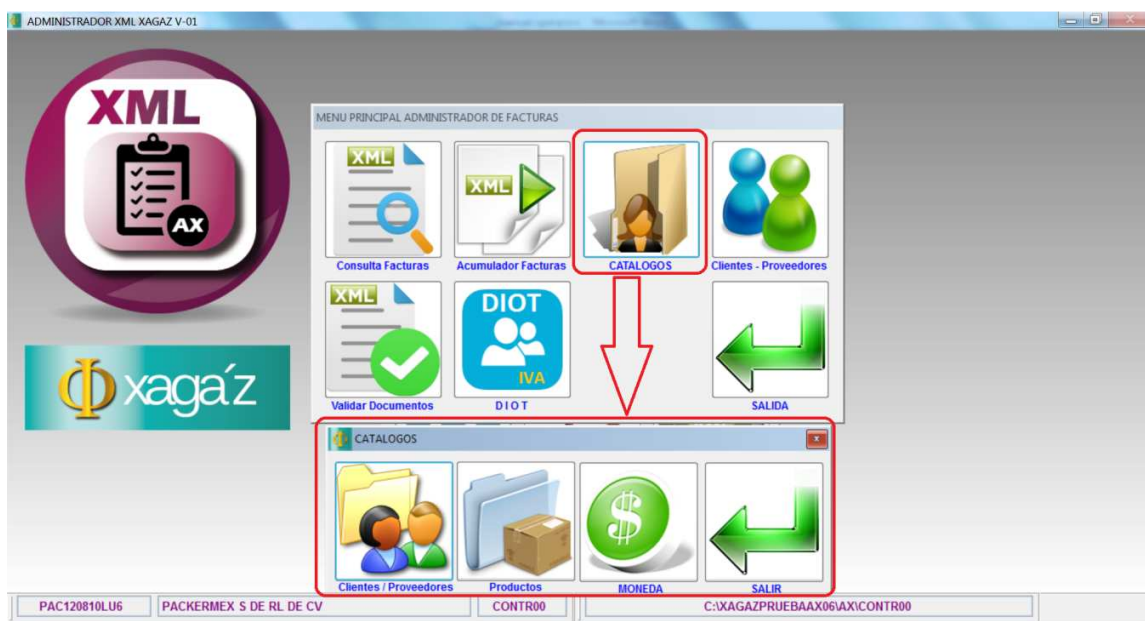 ADMINISTRADOR XML XAGAZ V-01
XML
AX
xaga´z
MENU PRINCIPAL ADMINISTRADOR DE FACTURAS
XML
XML
Consulta Facturas
Acumulador Facturas
CATALOGOS
Clientes - Proveedores
XML
DIOT
IVA
Validar Documentos
D I O T
SALIDA
CATALOGOS
x
$
Clientes / Proveedores
Productos
MONEDA
SALIR
PAC120810LU6
PACKERMEX S DE RL DE CV
CONTR00
C:\XAGAZPRUEBAAX06\AX\CONTR00